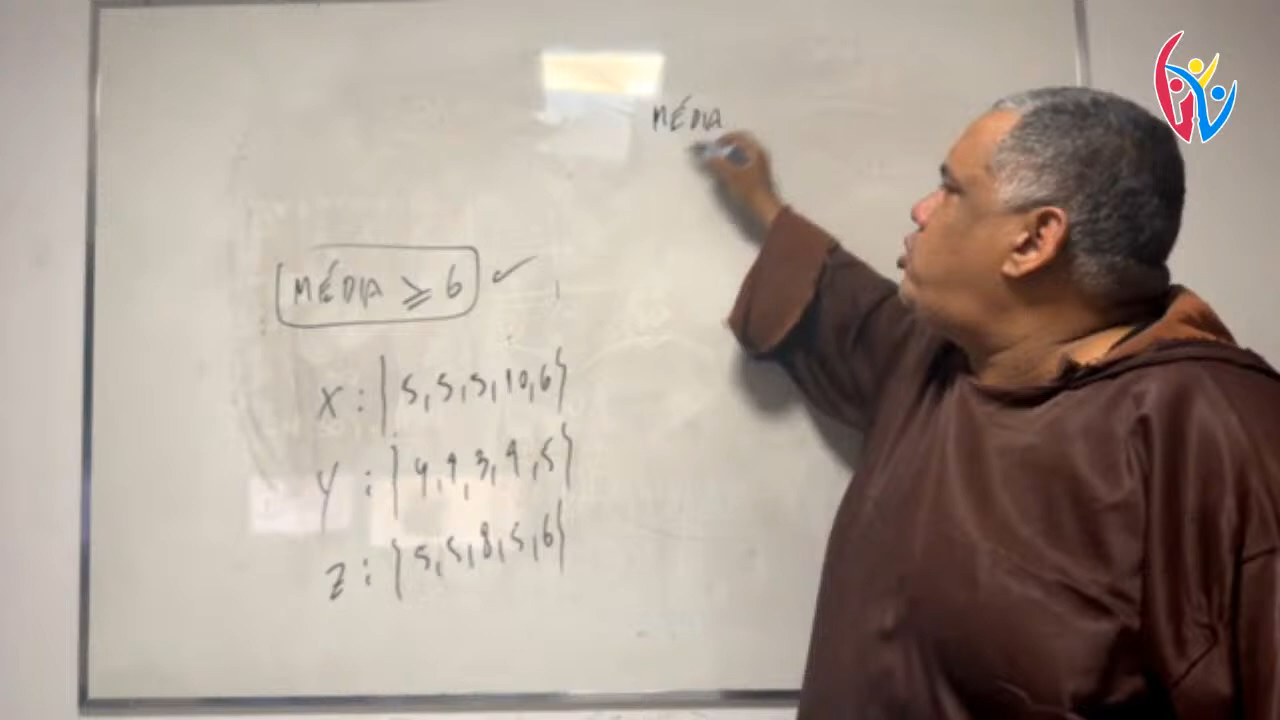 MÉDIA
MÉDIA ≥ 6 ✓
X : { 5, 5, 5, 10, 6 }
Y : { 4, 4, 3, 4, 5 }
Z : { 5, 5, 8, 5, 6 }